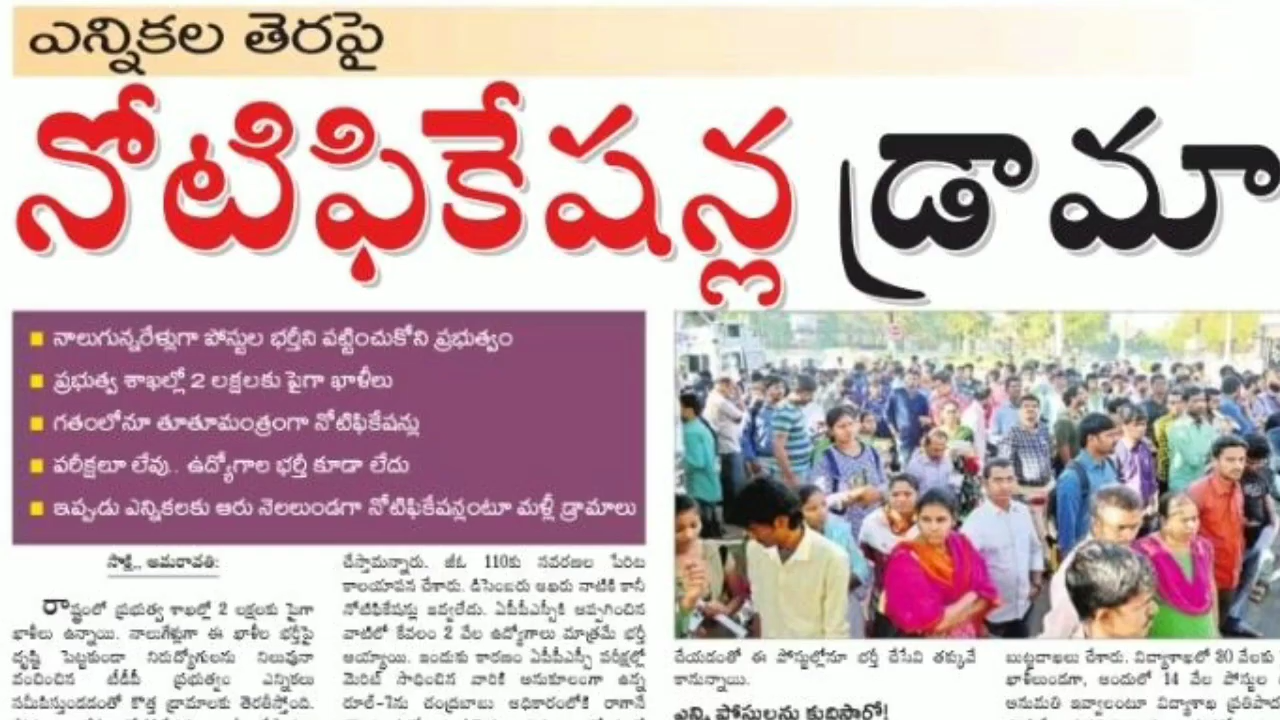 ఎన్నికల తెరపై
నోటిఫికేషన్ల డ్రామా
నాలుగున్నరేళ్లుగా పోస్టుల భర్తీని పట్టించుకోని ప్రభుత్వం
ప్రభుత్వ శాఖల్లో 2 లక్షలకు పైగా ఖాళీలు
గతంలోనూ తూతూమంత్రంగా నోటిఫికేషన్లు
పరీక్షలూ లేవు.. ఉద్యోగాల భర్తీ కూడా లేదు
ఇప్పుడు ఎన్నికలకు ఆరు నెలలుండగా నోటిఫికేషన్లంటూ మళ్లీ డ్రామాలు
సాక్షి, అమరావతి:
రాష్ట్రంలో ప్రభుత్వ శాఖల్లో 2 లక్షలకు పైగా
ఖాళీలు ఉన్నాయి. నాలుగేళ్లుగా ఈ ఖాళీల భర్తీపై
దృష్టి పెట్టకుండా నిరుద్యోగులను నిలువునా
వంచించిన టీడీపీ ప్రభుత్వం ఎన్నికలు
సమీపిస్తుండడంతో కొత్త డ్రామాలకు తెరతీస్తోంది.
చేస్తామన్నారు. జీఓ 110కు సవరణల పేరిట
కాలయాపన చేశారు. డిసెంబరు ఆఖరు నాటికి కానీ
నోటిఫికేషన్లు ఇవ్వలేదు. ఏపీపీఎస్సీకి అప్పగించిన
వాటిలో కేవలం 2 వేల ఉద్యోగాలు మాత్రమే భర్తీ
అయ్యాయి. ఇందుకు కారణం ఏపీపీఎస్సీ పరీక్షల్లో
మెరిట్ సాధించిన వారికి అనుకూలంగా ఉన్న
రూల్-7ను చంద్రబాబు అధికారంలోకి రాగానే
చేయడంతో ఈ పోస్టుల్లోనూ భర్తీ చేసేవి తక్కువే
కానున్నాయి.
ఎన్ని పోస్టులను కుదిస్తారో!
బుట్టదాఖలు చేశారు. విద్యాశాఖలో 30 వేలకు
ఖాళీలుండగా, అందులో 14 వేల పోస్టుల
అనుమతి ఇవ్వాలంటూ విద్యాశాఖ